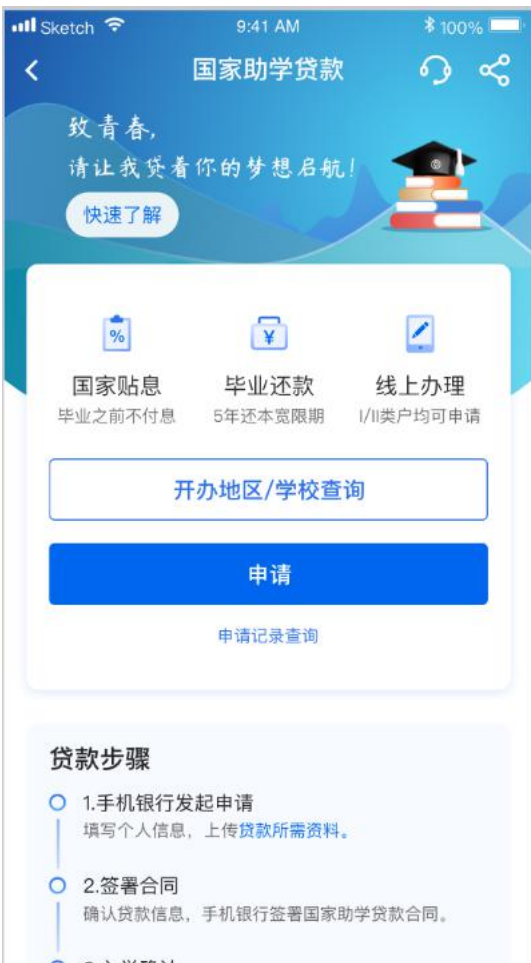 Sketch 9:41 AM 100%
国家助学贷款
致青春,
请让我贷着你的梦想启航!
快速了解
% ¥
国家贴息 毕业还款 线上办理
毕业之前不付息 5年还本宽限期 I/II类户均可申请
开办地区/学校查询
申请
申请记录查询
贷款步骤
1.手机银行发起申请
填写个人信息，上传贷款所需资料。
2.签署合同
确认贷款信息，手机银行签署国家助学贷款合同。